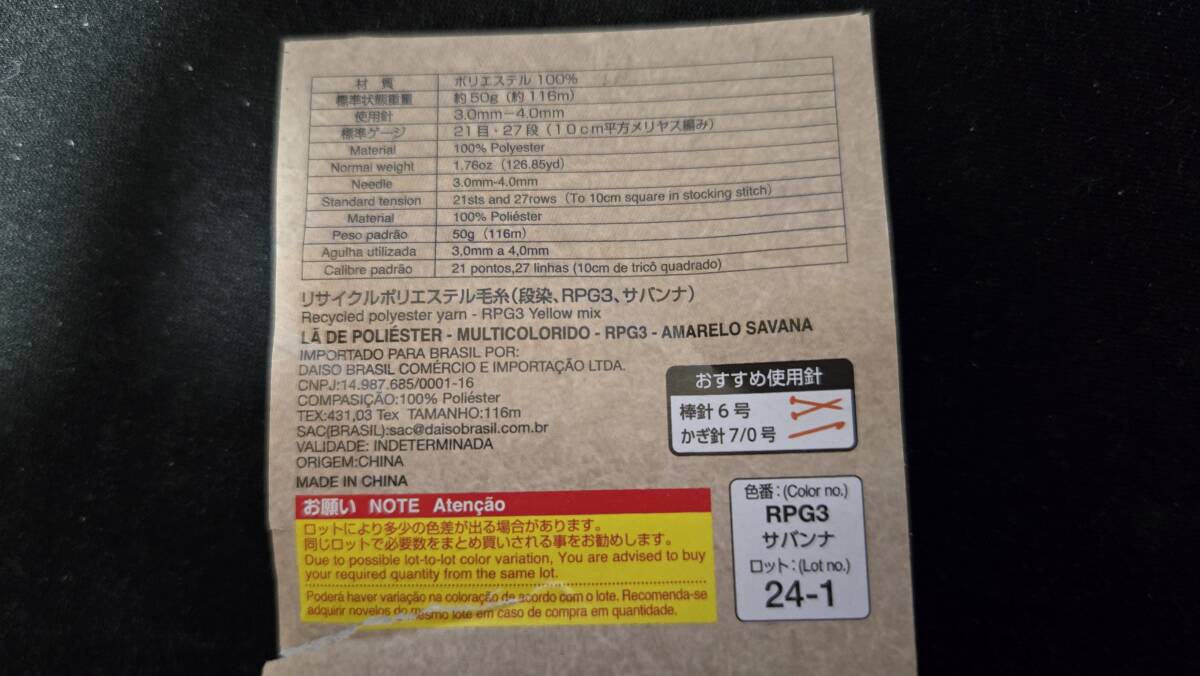 材 質 ポリエステル 100%
標準状態重量 約50g（約116m）
使用針 3.0mm－4.0mm
標準ゲージ 21目・27段（10cm平方メリヤス編み）
Material 100% Polyester
Normal weight 1.76oz（126.85yd）
Needle 3.0mm-4.0mm
Standard tension 21sts and 27rows（To 10cm square in stocking stitch）
Material 100% Poliéster
Peso padrão 50g（116m）
Agulha utilizada 3,0mm a 4,0mm
Calibre padrão 21 pontos,27 linhas (10cm de tricô quadrado)
リサイクルポリエステル毛糸（段染、RPG3、サバンナ）
Recycled polyester yarn - RPG3 Yellow mix
LÃ DE POLIÉSTER - MULTICOLORIDO - RPG3 - AMARELO SAVANA
IMPORTADO PARA BRASIL POR:
DAISO BRASIL COMÉRCIO E IMPORTAÇÃO LTDA.
CNPJ:14.987.685/0001-16
COMPASIÇÃO:100% Poliéster
TEX:431,03 Tex TAMANHO:116m
SAC(BRASIL):sac@daisobrasil.com.br
VALIDADE: INDETERMINADA
ORIGEM:CHINA
MADE IN CHINA
おすすめ使用針
棒針 6 号
かぎ針 7/0 号
お願い NOTE Atenção
ロットにより多少の色差が出る場合があります。
同じロットで必要数をまとめ買いされる事をお勧めします。
Due to possible lot-to-lot color variation, You are advised to buy
your required quantity from the same lot.
Poderá haver variação na coloração de acordo com o lote. Recomenda-se
adquirir novelos do mesmo lote em caso de compra em quantidade.
色番：(Color no.)
RPG3
サバンナ
ロット：(Lot no.)
24-1